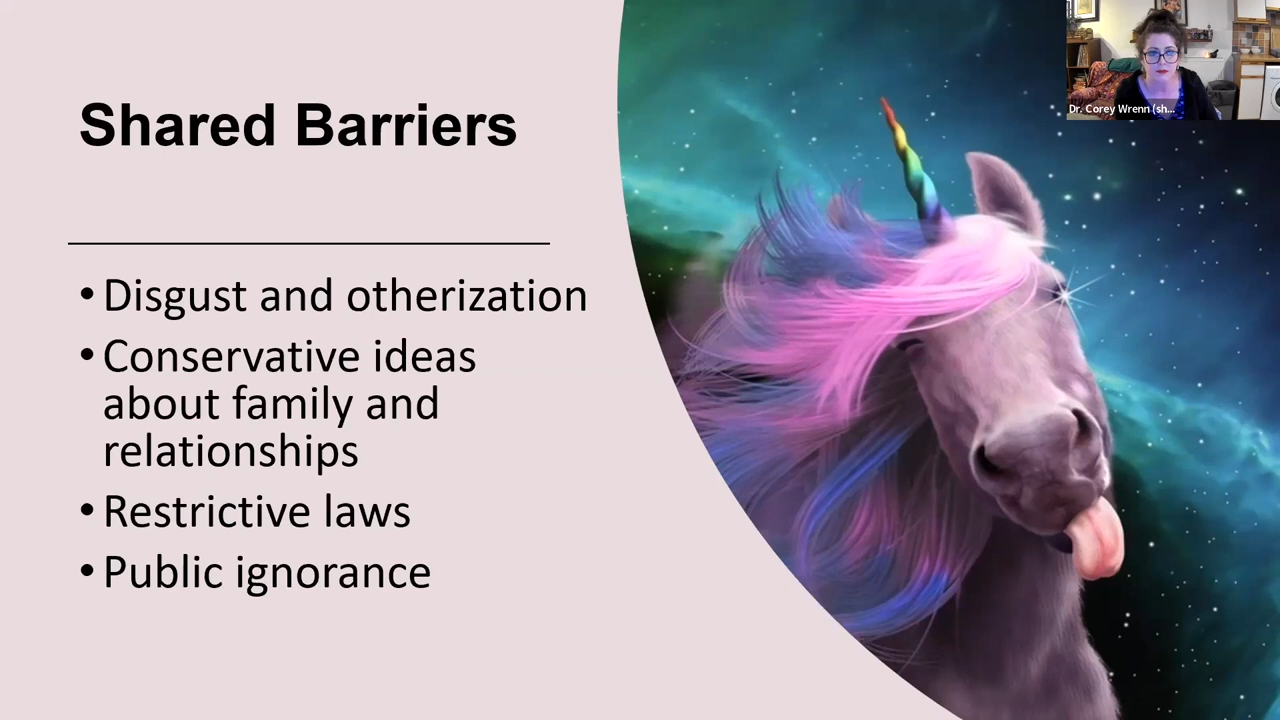 Dr. Corey Wrenn (sh...
Shared Barriers
• Disgust and otherization
• Conservative ideas
about family and
relationships
• Restrictive laws
• Public ignorance